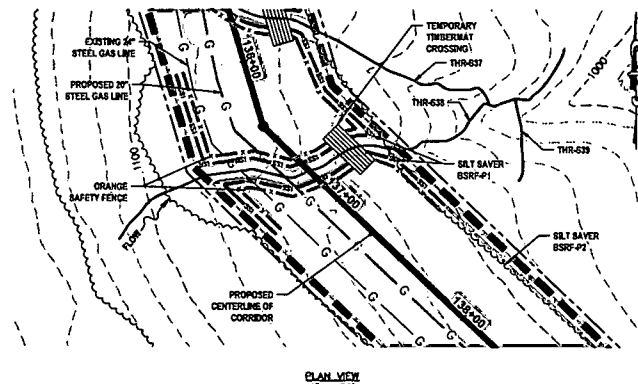 EXISTING 24"
STEEL GAS LINE
PROPOSED 20"
STEEL GAS LINE
ORANGE
SAFETY FENCE
FLOW
1100
136+00
137+00
138+00
TEMPORARY
TIMBERMAT
CROSSING
THR-637
THR-638
THR-639
1000
SILT SAVER
BSRF-P1
SILT SAVER
BSRF-P2
PROPOSED
CENTERLINE OF
CORRIDOR
G
G
G
G
G
G
G
G
PLAN VIEW